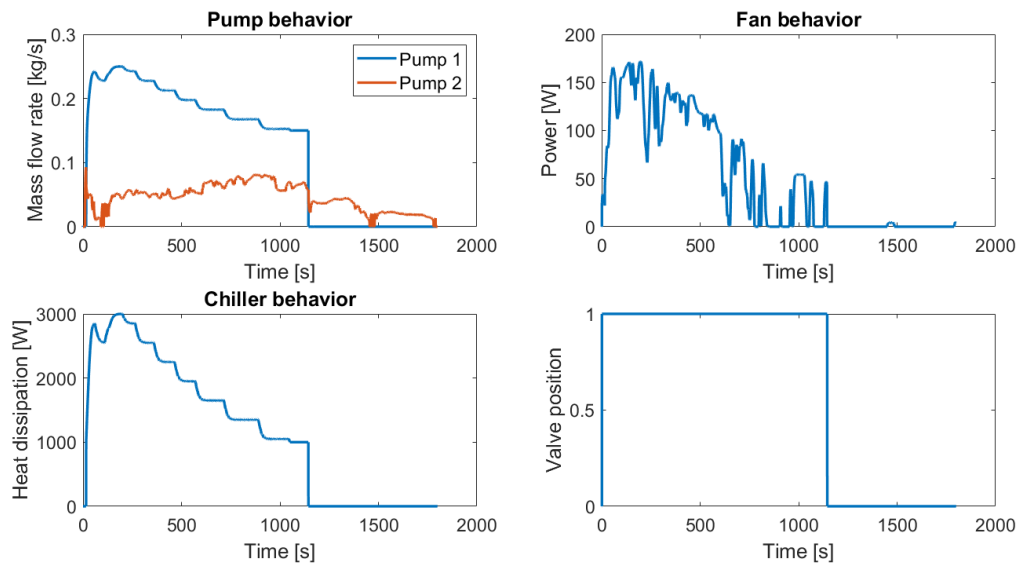 Pump behavior
Mass flow rate [kg/s]
0.3
0.2
0.1
0
Pump 1
Pump 2
0 500 1000 1500 2000
Time [s]
Fan behavior
Power [W]
200
150
100
50
0
0 500 1000 1500 2000
Time [s]
Chiller behavior
Heat dissipation [W]
3000
2000
1000
0
0 500 1000 1500 2000
Time [s]
Valve position
1
0.5
0
0 500 1000 1500 2000
Time [s]